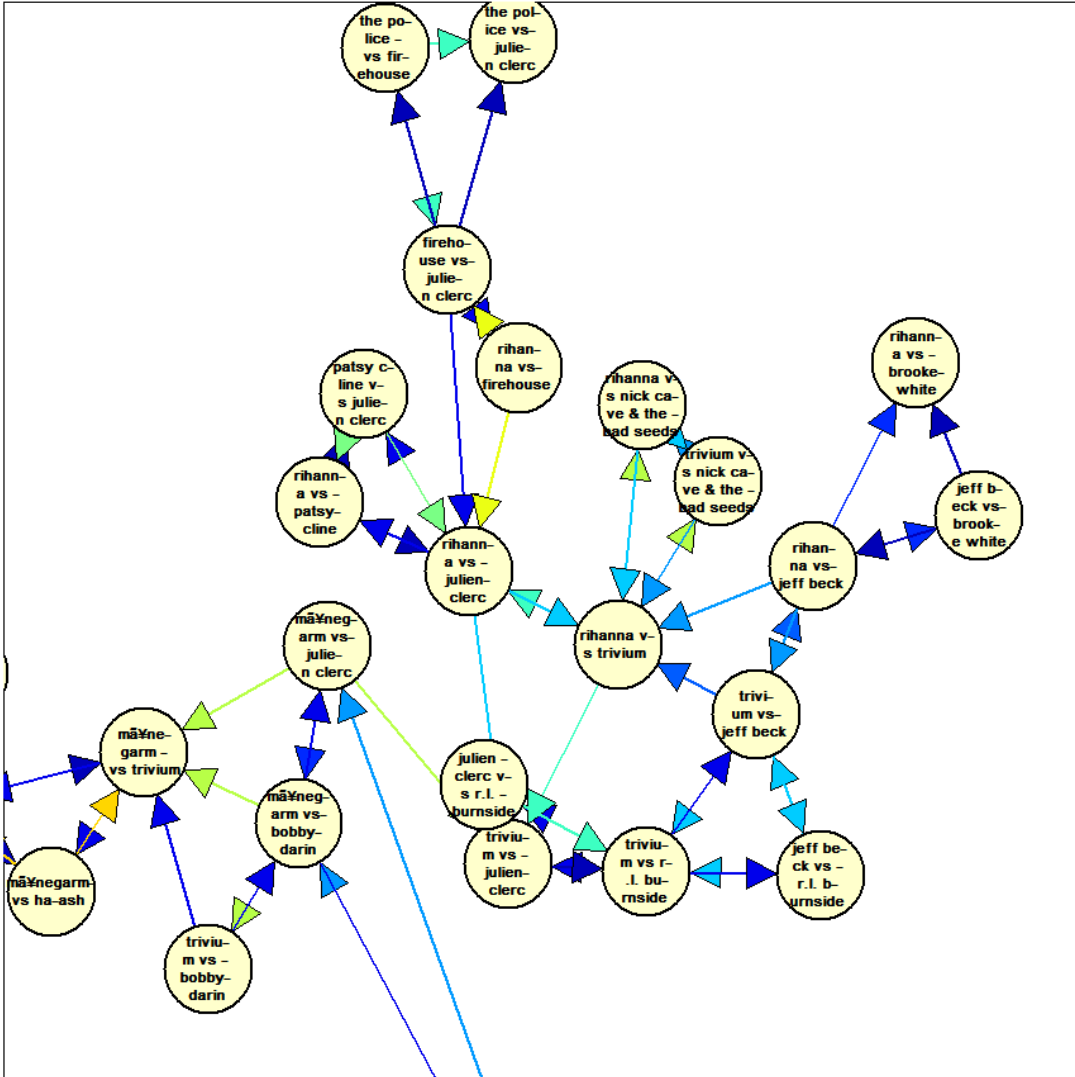 the po–
lice –
vs fir–
ehouse
the pol–
ice vs–
julie–
n clerc
fireho–
use vs–
julie–
n clerc
rihan–
na vs–
firehouse
rihann–
a vs –
brooke–
white
patsy c–
line v–
s julie–
n clerc
rihanna v–
s nick ca–
ve & the –
bad seeds
trivium v–
s nick ca–
ve & the –
bad seeds
rihann–
a vs –
patsy–
cline
jeff b–
eck vs–
brook–
e white
rihann–
a vs –
julien–
clerc
rihan–
na vs–
jeff beck
rihanna v–
s trivium
mã¥neg–
arm vs–
julie–
n clerc
trivi–
um vs–
jeff beck
mã¥ne–
garm –
vs trivium
julien –
clerc v–
s r.l. –
burnside
mã¥neg–
arm vs–
bobby–
darin
triviu–
m vs –
julien–
clerc
trivium–
m vs r–
.l. bu–
rnside
jeff be–
ck vs –
r.l. b–
urnside
mã¥negarm–
vs ha–ash
trivium–
m vs –
bobby–
darin